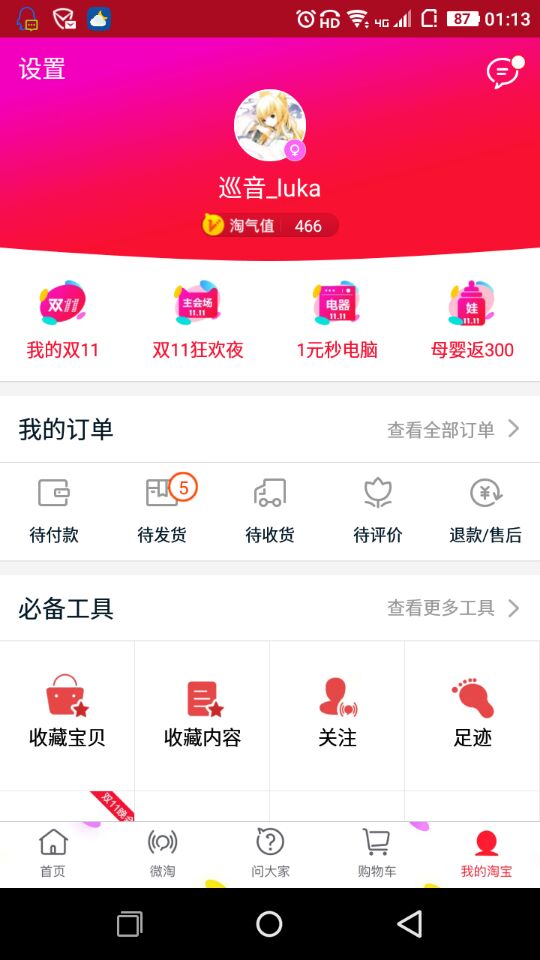 HD 4G 87 01:13
设置
巡音_luka
淘气值 466
双11 主会场 11.11 电器 11.11 娃 11.11
我的双11 双11狂欢夜 1元秒电脑 母婴返300
我的订单 查看全部订单
5
待付款 待发货 待收货 待评价 退款/售后
必备工具 查看更多工具
收藏宝贝 收藏内容 关注 足迹
双11晚会
首页 微淘 问大家 购物车 我的淘宝